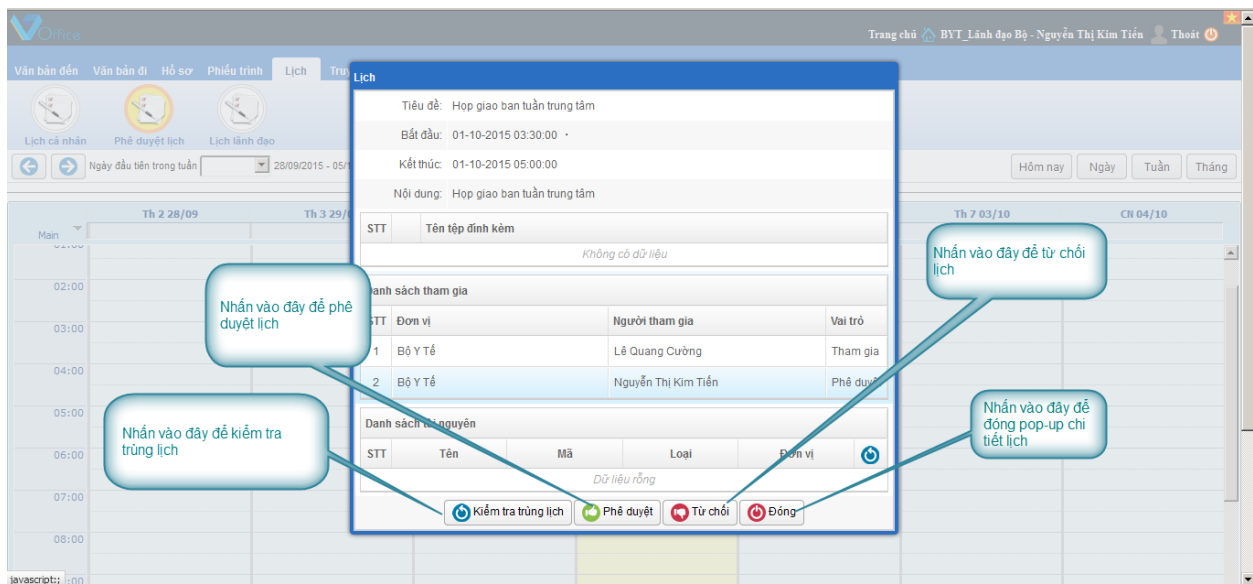 Office
Trang chủ BYT_Lãnh đạo Bộ - Nguyễn Thị Kim Tiến Thoát
Văn bản đến Văn bản đi Hồ sơ Phiếu trình Lịch
Lịch
Lịch cá nhân Phê duyệt lịch Lịch lãnh đạo
Ngày đầu tiên trong tuần 28/09/2015 - 05/1
Hôm nay Ngày Tuần Tháng
Th 2 28/09 Th 3 29/0 Th 7 03/10 CN 04/10
Main
Tiêu đề: Họp giao ban tuần trung tâm
Bắt đầu: 01-10-2015 03:30:00
Kết thúc: 01-10-2015 05:00:00
Nội dung: Họp giao ban tuần trung tâm
STT Tên tệp đính kèm
Không có dữ liệu
Danh sách tham gia
STT Đơn vị Người tham gia Vai trò
1 Bộ Y Tế Lê Quang Cường Tham gia
2 Bộ Y Tế Nguyễn Thị Kim Tiến Phê duyệt
Danh sách tài nguyên
STT Tên Mã Loại Đơn vị
Dữ liệu rỗng
Kiểm tra trùng lịch Phê duyệt Từ chối Đóng
Nhấn vào đây để từ chối
lịch
Nhấn vào đây để phê
duyệt lịch
Nhấn vào đây để kiểm tra
trùng lịch
Nhấn vào đây để
đóng pop-up chi
tiết lịch
02:00
03:00
04:00
05:00
06:00
07:00
08:00
javascript:; :00